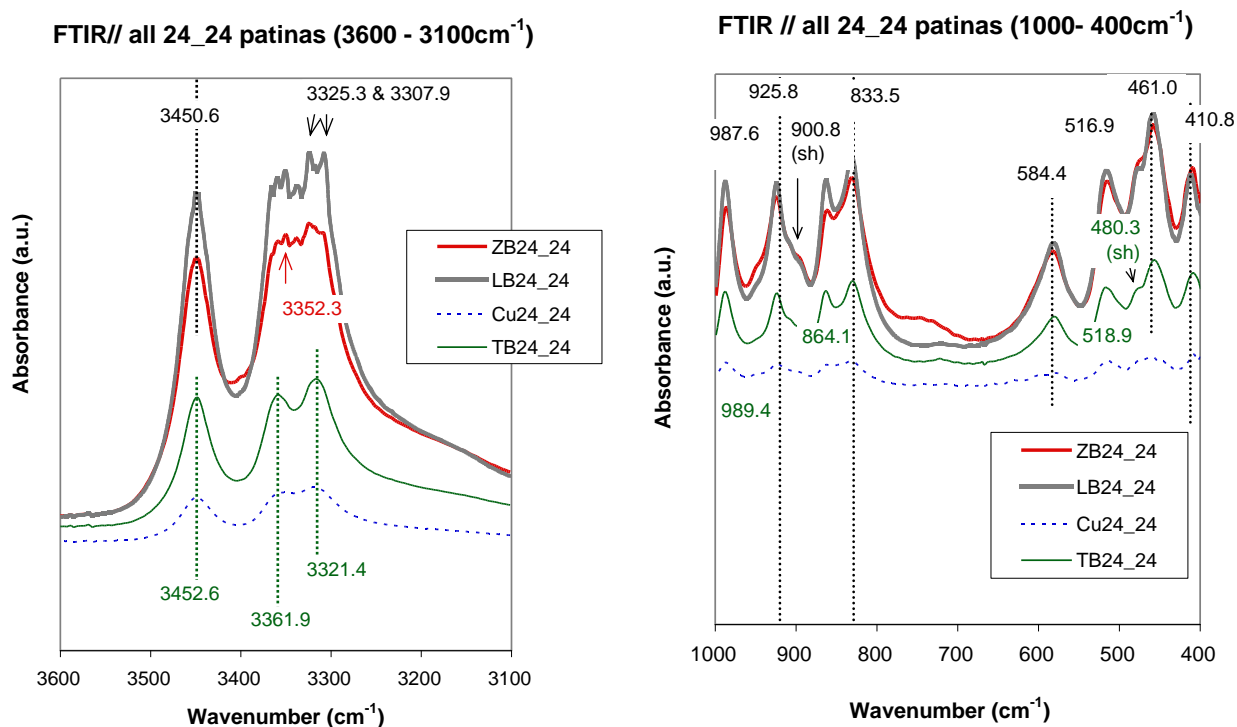 FTIR// all 24_24 patinas (3600 - 3100cm-1)
3325.3 & 3307.9
3450.6
3352.3
ZB24_24
LB24_24
Cu24_24
TB24_24
3452.6
3321.4
3361.9
Absorbance (a.u.)
3600 3500 3400 3300 3200 3100
Wavenumber (cm-1)
FTIR // all 24_24 patinas (1000- 400cm-1)
925.8 833.5 461.0
987.6 900.8 516.9 410.8
(sh)
584.4
480.3
(sh)
864.1 518.9
989.4
ZB24_24
LB24_24
Cu24_24
TB24_24
Absorbance (a.u.)
1000 900 800 700 600 500 400
Wavenumber (cm-1)